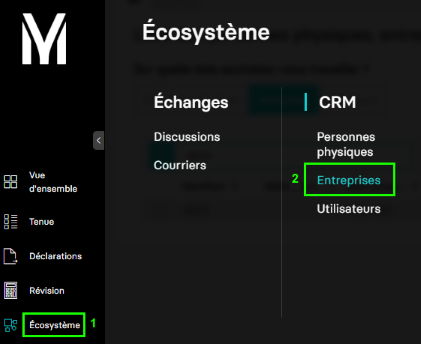 Écosystème
Échanges
Discussions
Courriers
CRM
Personnes
physiques
2 Entreprises
Utilisateurs
Vue
d'ensemble
Tenue
Déclarations
Révision
Écosystème 1